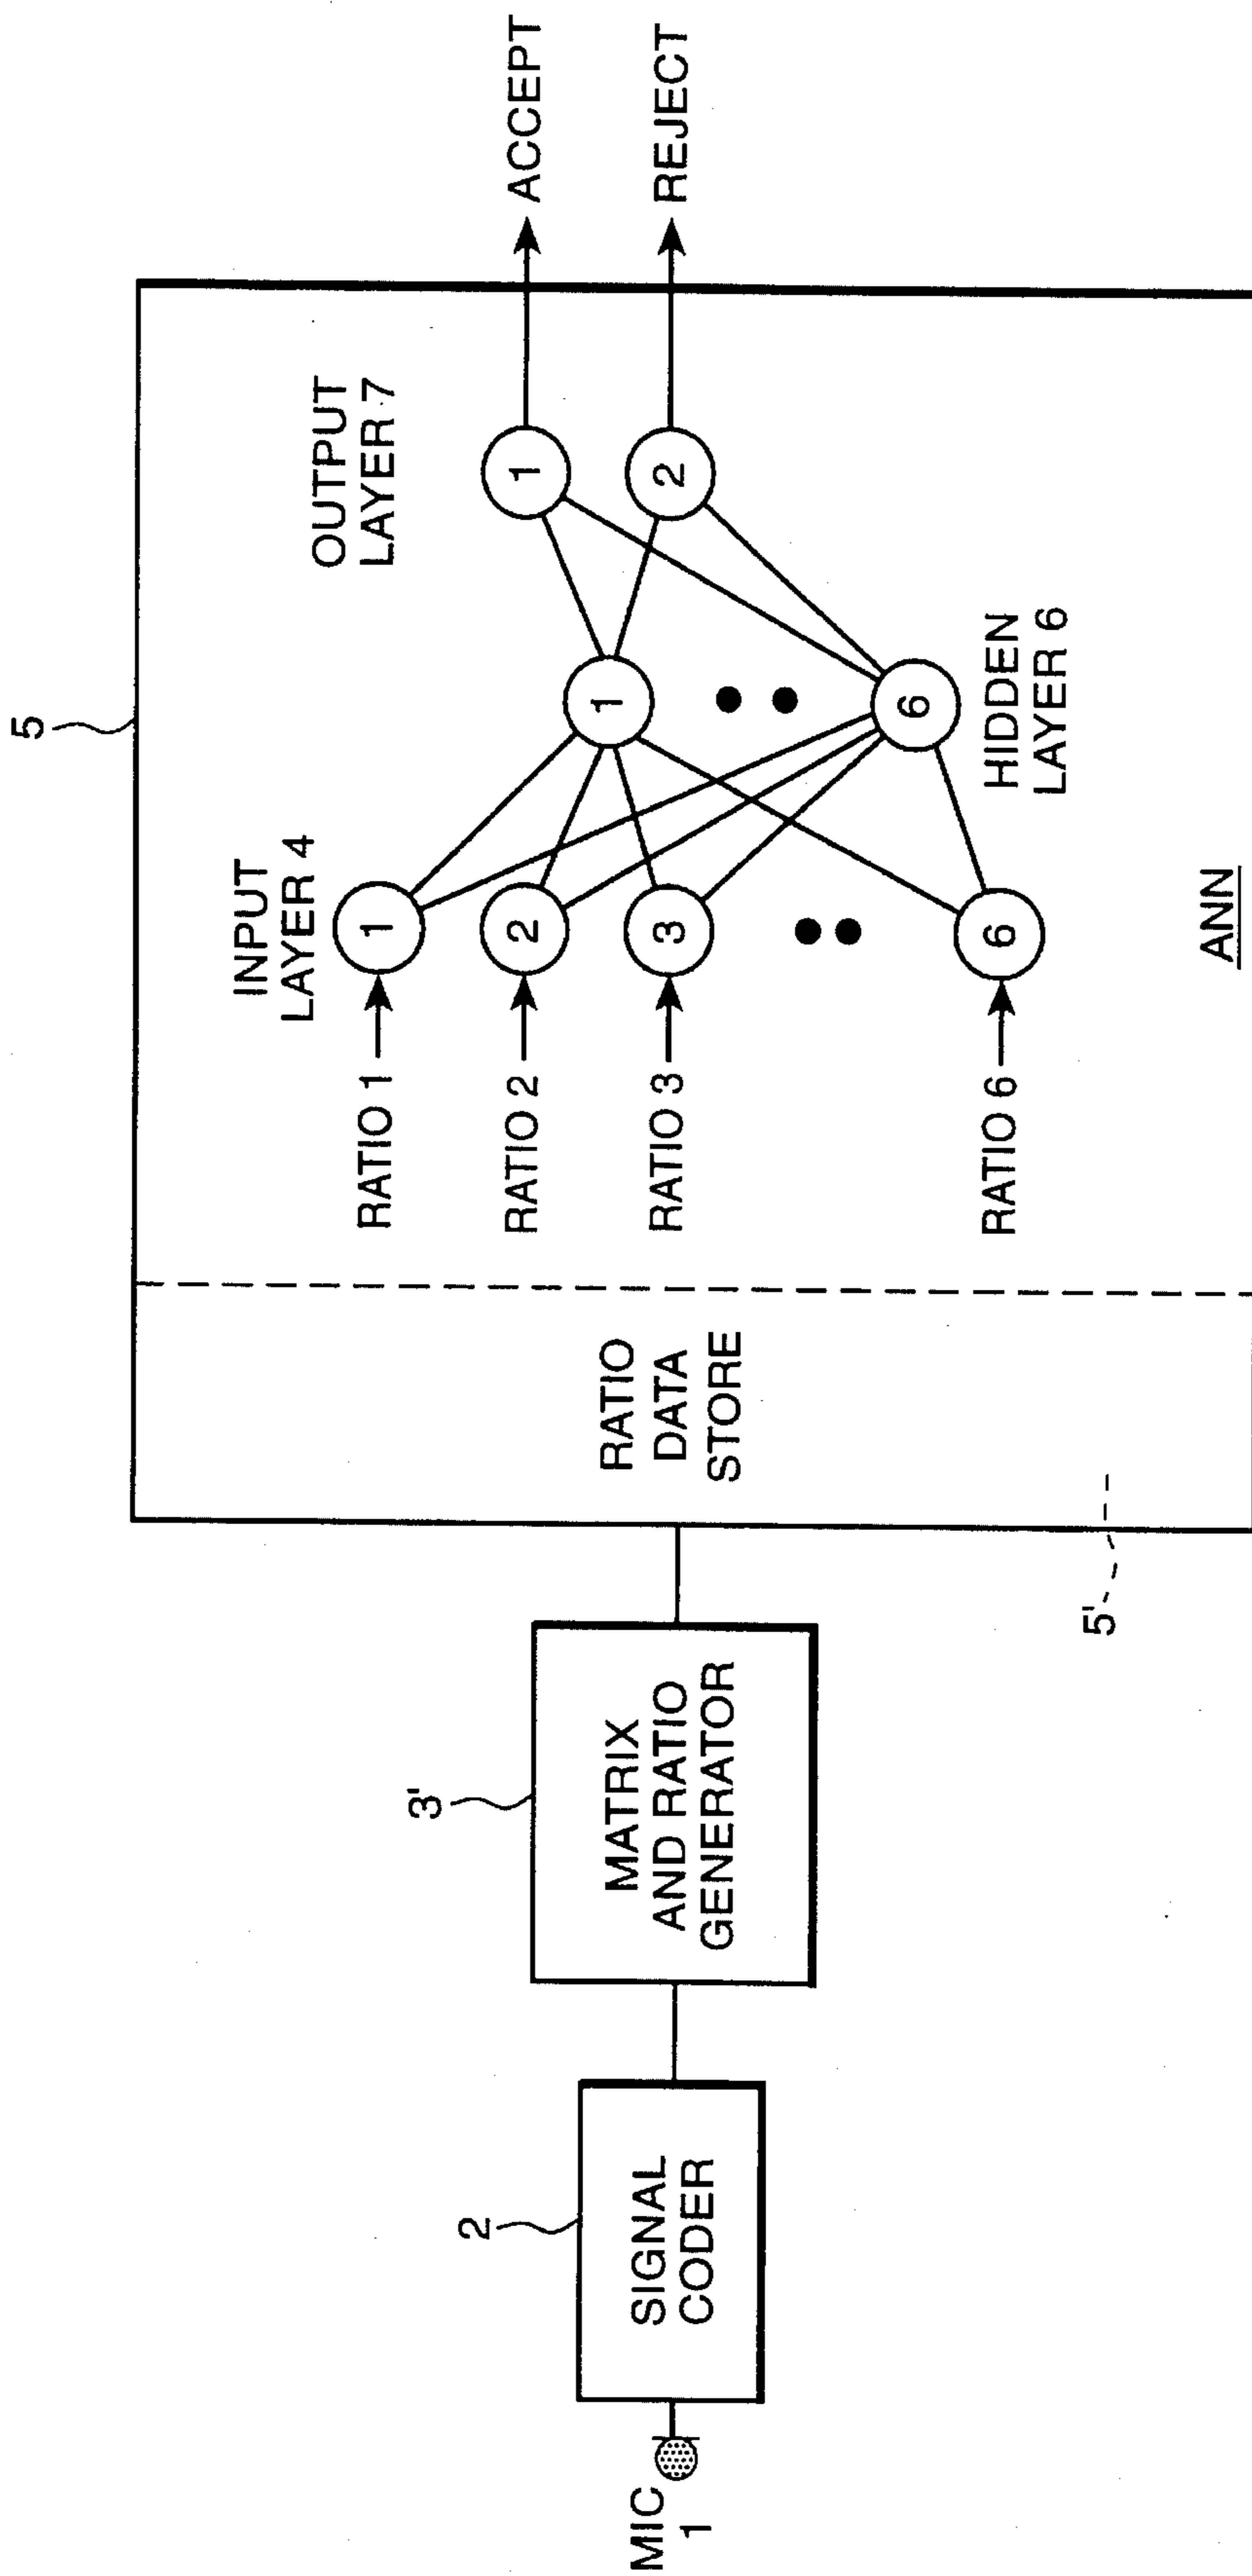 MIC
1
2
SIGNAL
CODER
3'
MATRIX
AND RATIO
GENERATOR
5
5'
RATIO
DATA
STORE
RATIO 1
RATIO 2
RATIO 3
RATIO 6
INPUT
LAYER 4
1
2
3
6
1
6
HIDDEN
LAYER 6
OUTPUT
LAYER 7
1
2
ACCEPT
REJECT
ANN